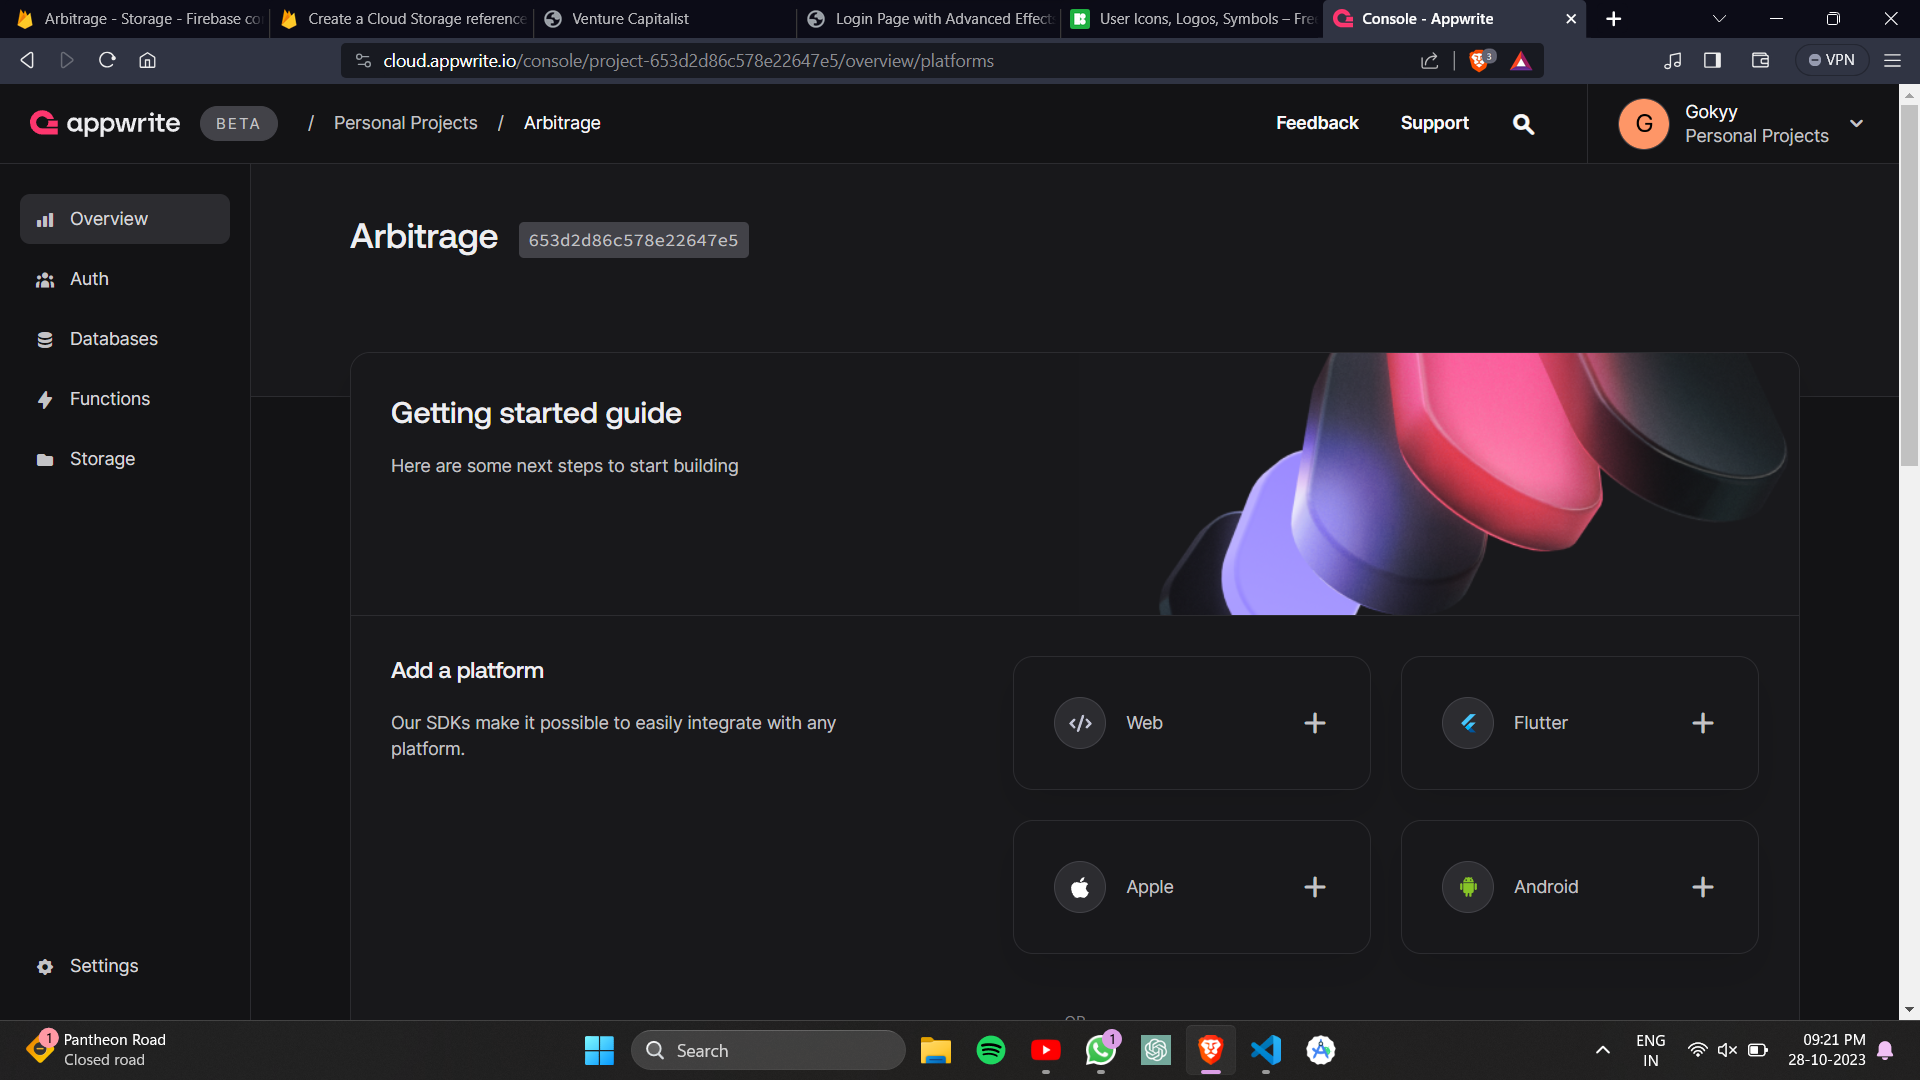 Arbitrage - Storage - Firebase co
Create a Cloud Storage reference
Venture Capitalist
Login Page with Advanced Effect
User Icons, Logos, Symbols – Fre
Console - Appwrite
cloud.appwrite.io/console/project-653d2d86c578e22647e5/overview/platforms
3
VPN
appwrite
BETA
/ Personal Projects / Arbitrage
Feedback
Support
G
Gokyy
Personal Projects
Overview
Auth
Databases
Functions
Storage
Settings
Arbitrage
653d2d86c578e22647e5
Getting started guide
Here are some next steps to start building
Add a platform
Our SDKs make it possible to easily integrate with any
platform.
Web
Flutter
Apple
Android
OR
1
Pantheon Road
Closed road
Search
1
ENG
IN
09:21 PM
28-10-2023